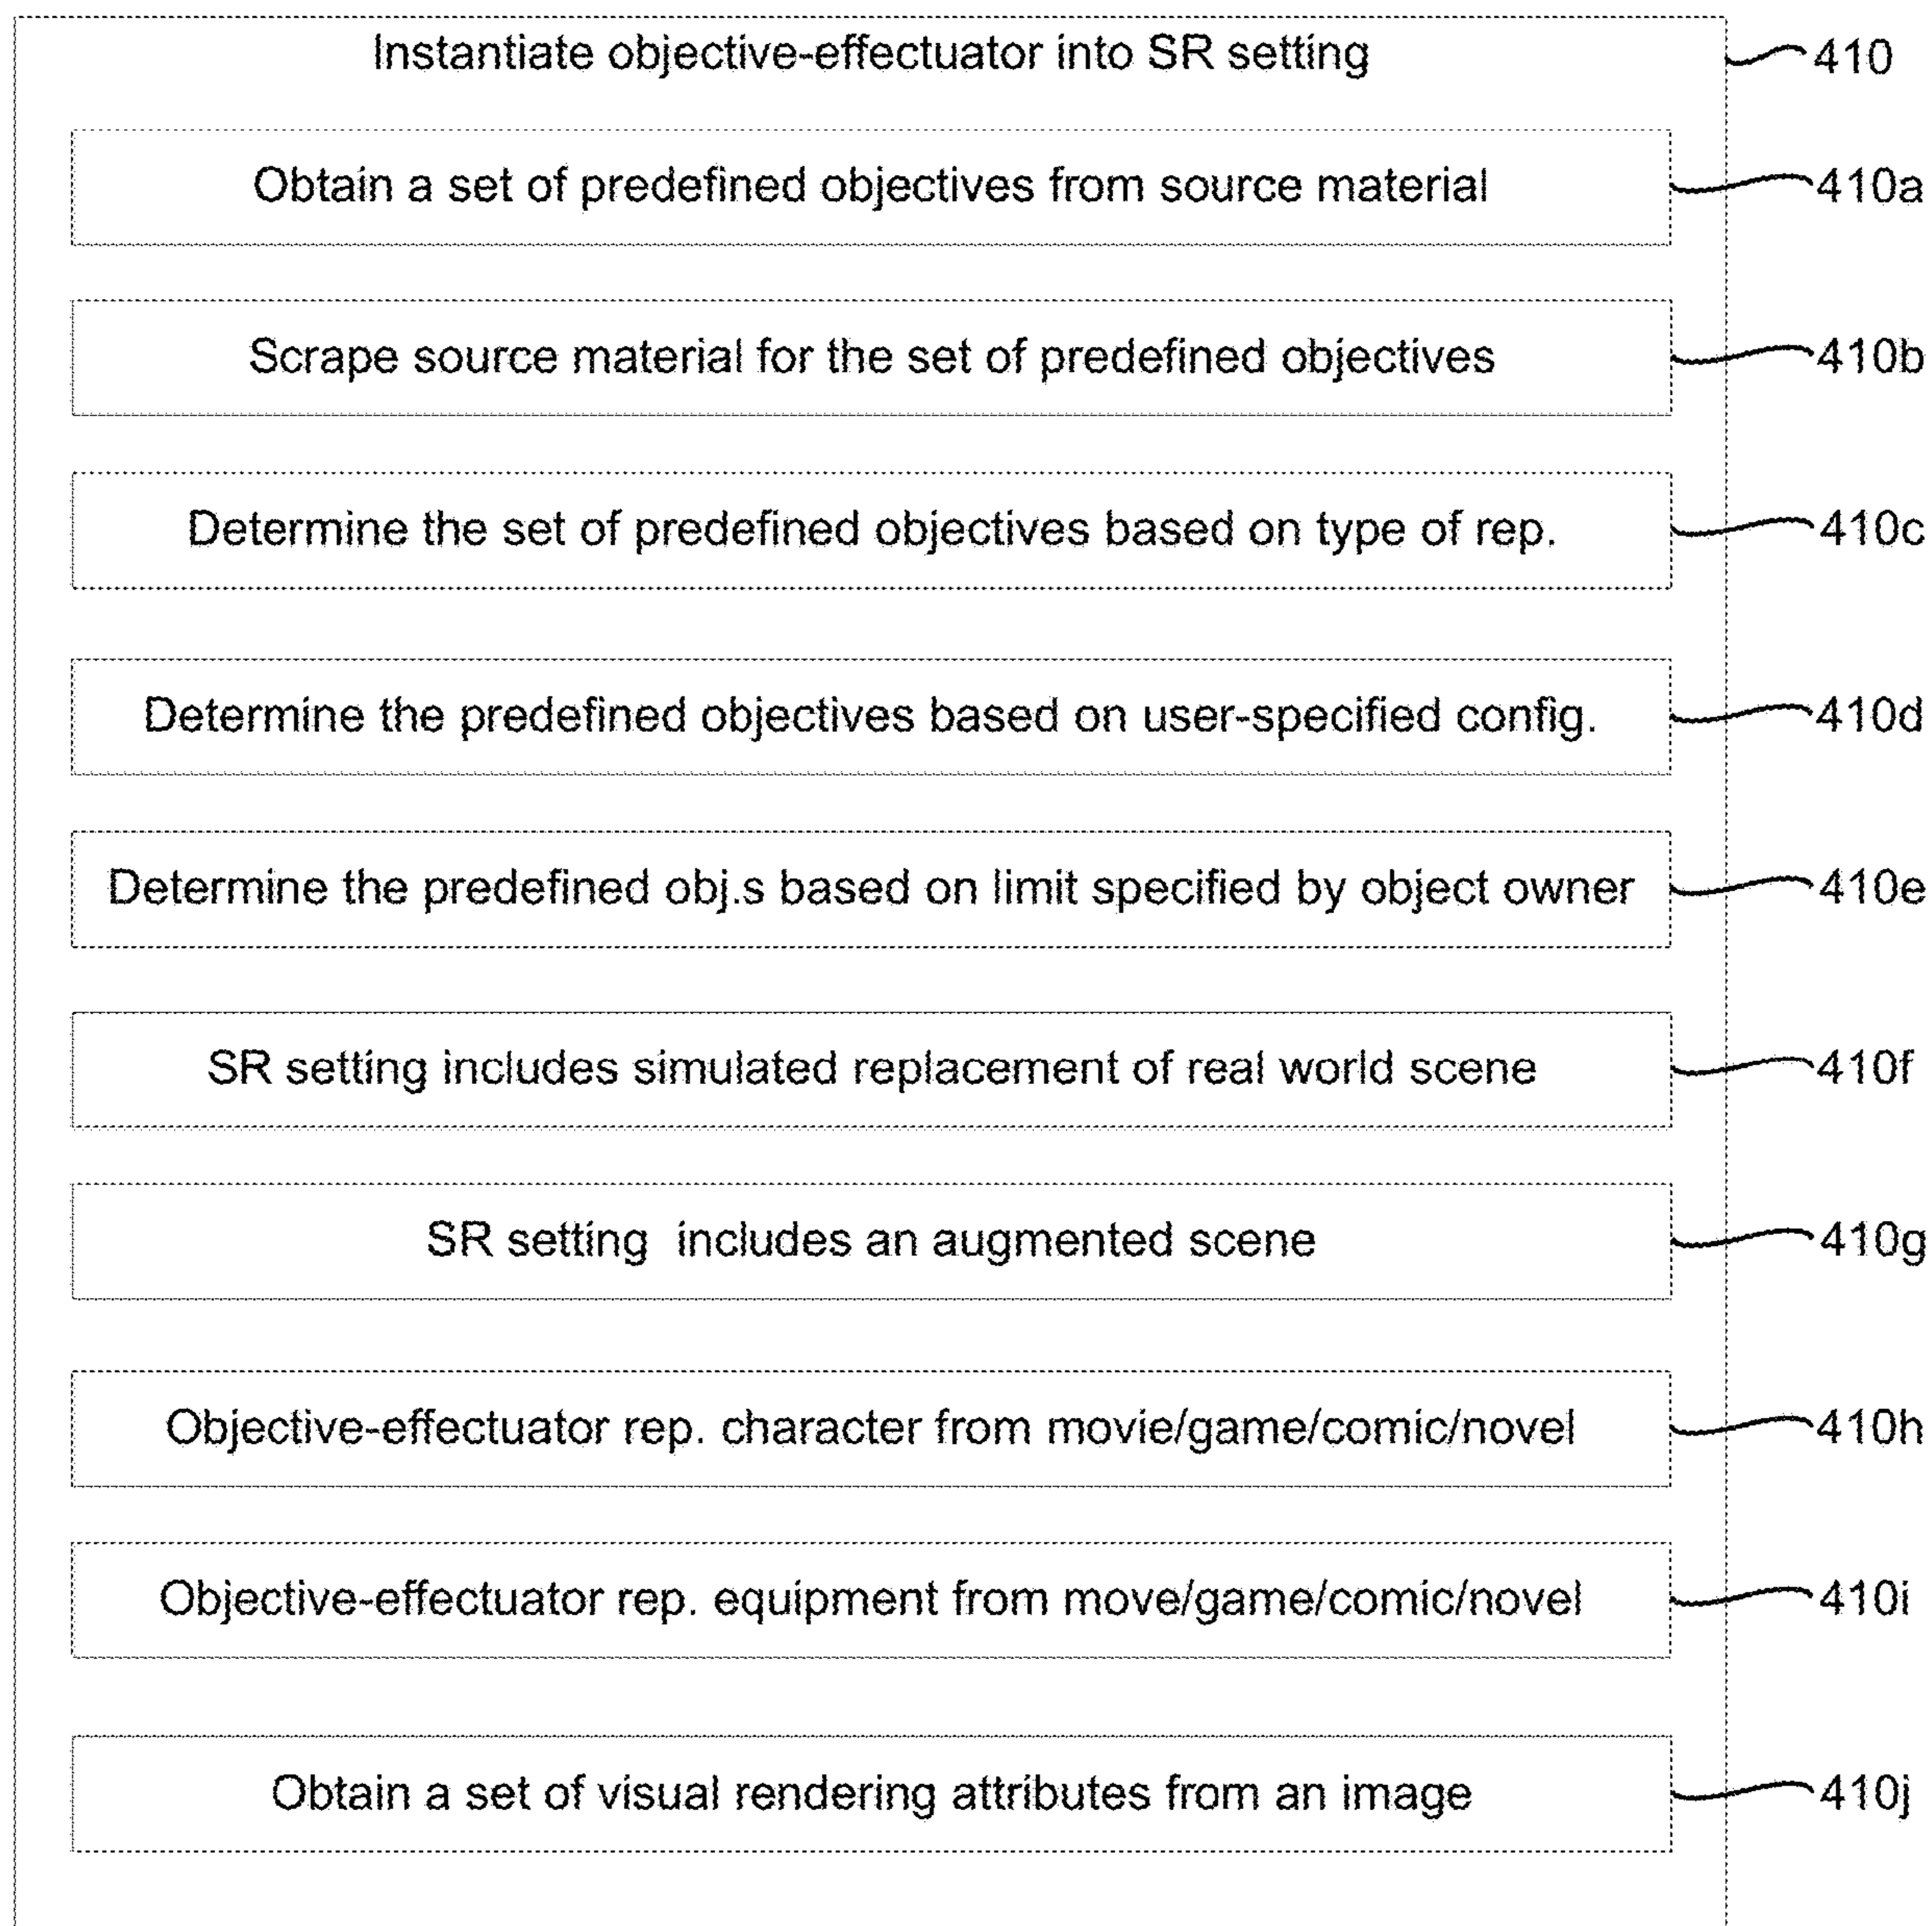 Instantiate objective-effectuator into SR setting 410
Obtain a set of predefined objectives from source material 410a
Scrape source material for the set of predefined objectives 410b
Determine the set of predefined objectives based on type of rep. 410c
Determine the predefined objectives based on user-specified config. 410d
Determine the predefined obj.s based on limit specified by object owner 410e
SR setting includes simulated replacement of real world scene 410f
SR setting includes an augmented scene 410g
Objective-effectuator rep. character from movie/game/comic/novel 410h
Objective-effectuator rep. equipment from move/game/comic/novel 410i
Obtain a set of visual rendering attributes from an image 410j